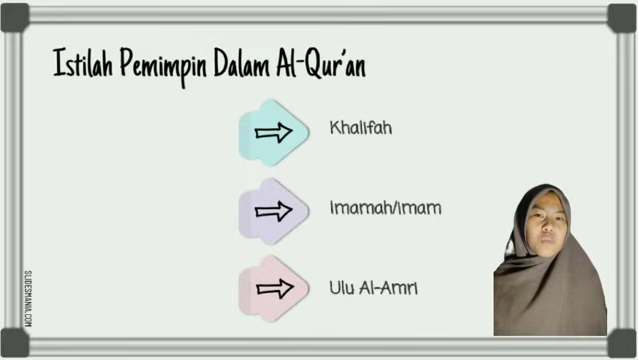 Istilah Pemimpin Dalam Al-Qur'an
Khalifah
Imamah/Imam
Ulu Al-Amri
SLIDESMANIA.COM